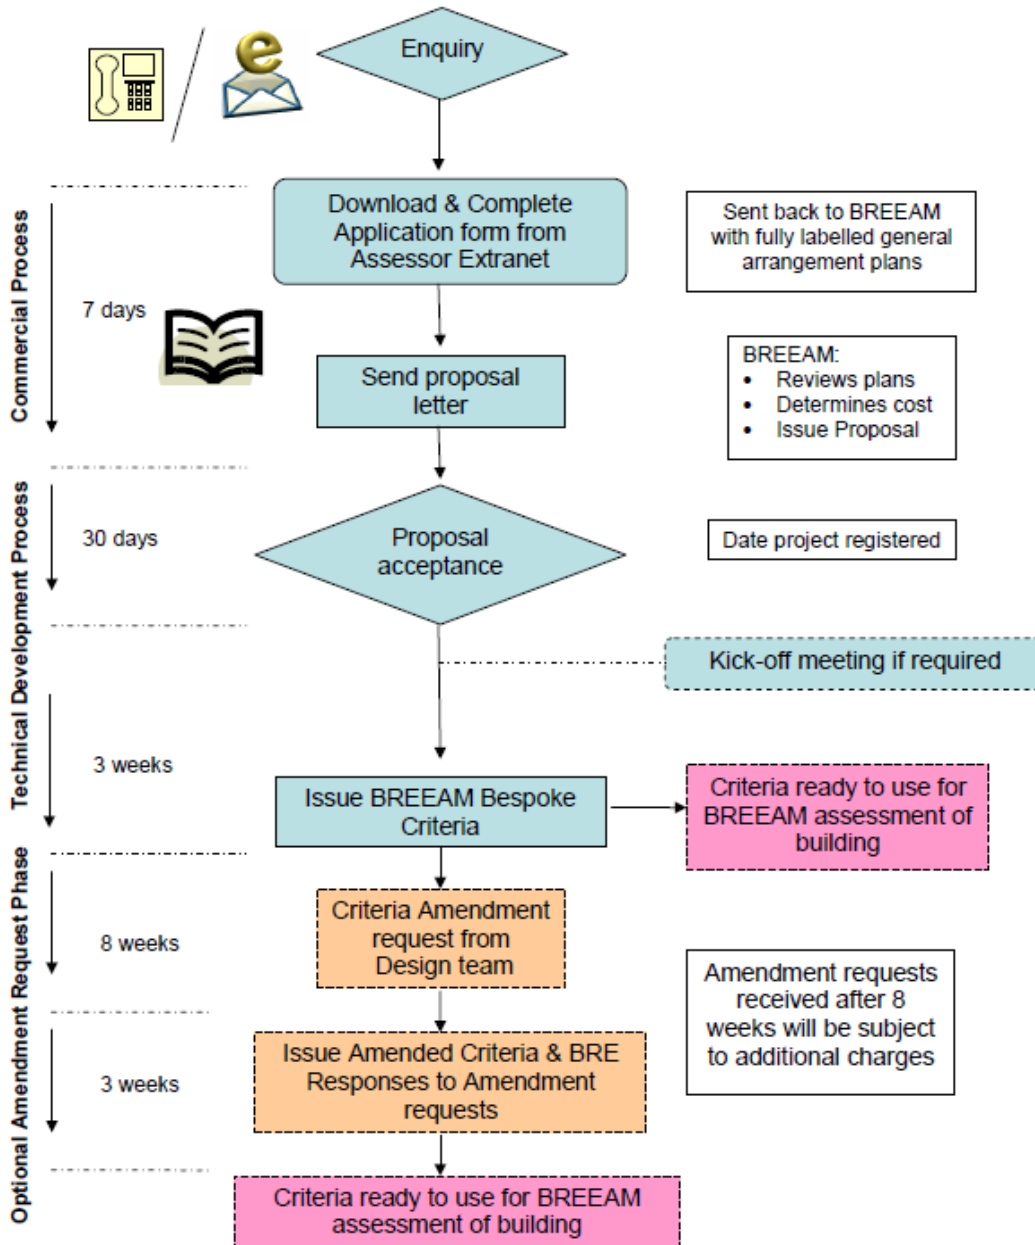 Enquiry
Download & Complete
Application form from
Assessor Extranet
Sent back to BREEAM
with fully labelled general
arrangement plans
Commercial Process
7 days
Send proposal
letter
BREEAM:
• Reviews plans
• Determines cost
• Issue Proposal
Technical Development Process
30 days
Proposal
acceptance
Date project registered
Kick-off meeting if required
3 weeks
Issue BREEAM Bespoke
Criteria
Criteria ready to use for
BREEAM assessment of
building
Optional Amendment Request Phase
8 weeks
Criteria Amendment
request from
Design team
Amendment requests
received after 8
weeks will be subject
to additional charges
3 weeks
Issue Amended Criteria & BRE
Responses to Amendment
requests
Criteria ready to use for BREEAM
assessment of building